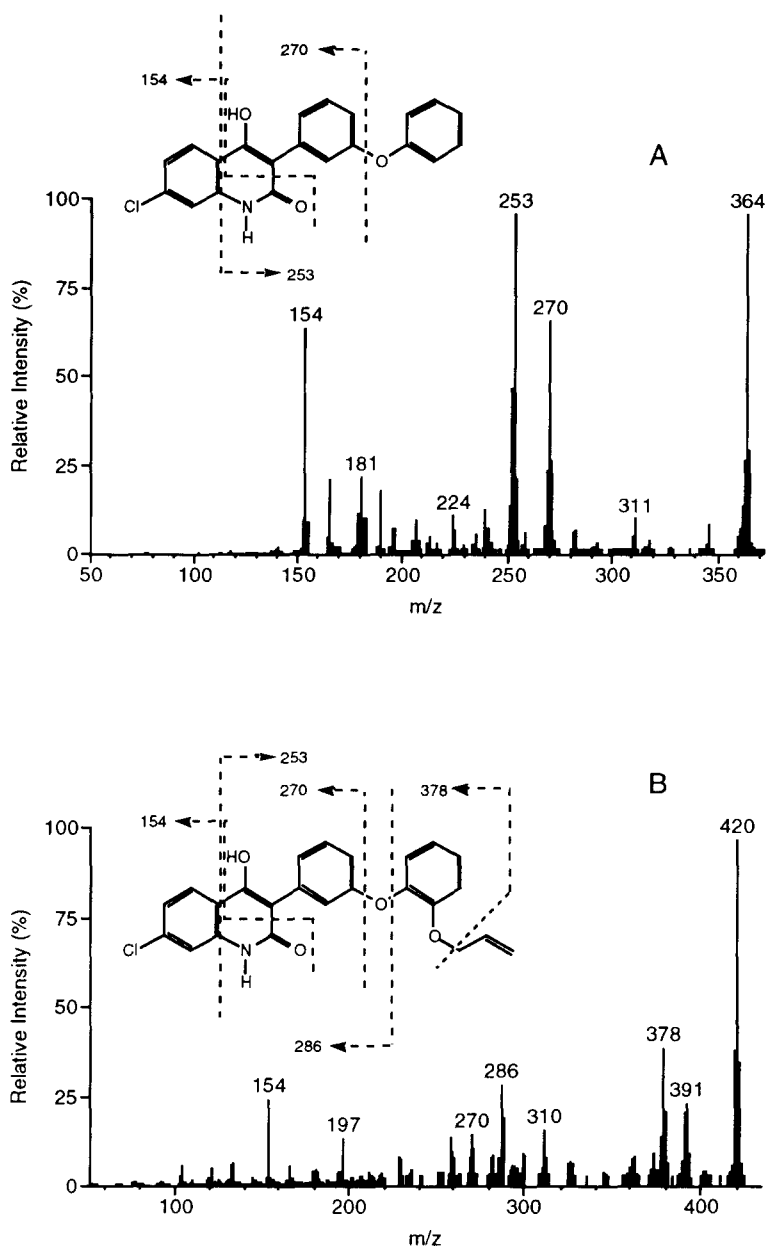 270
154
HO
A
Cl
N
H
O
O
253
100
75
50
25
0
Relative Intensity (%)
154
181
224
253
270
311
364
50
100
150
200
250
300
350
m/z
253
270
378
B
154
HO
O
Cl
N
H
O
O
286
100
75
50
25
0
Relative Intensity (%)
154
197
270
286
310
378
391
420
100
200
300
400
m/z